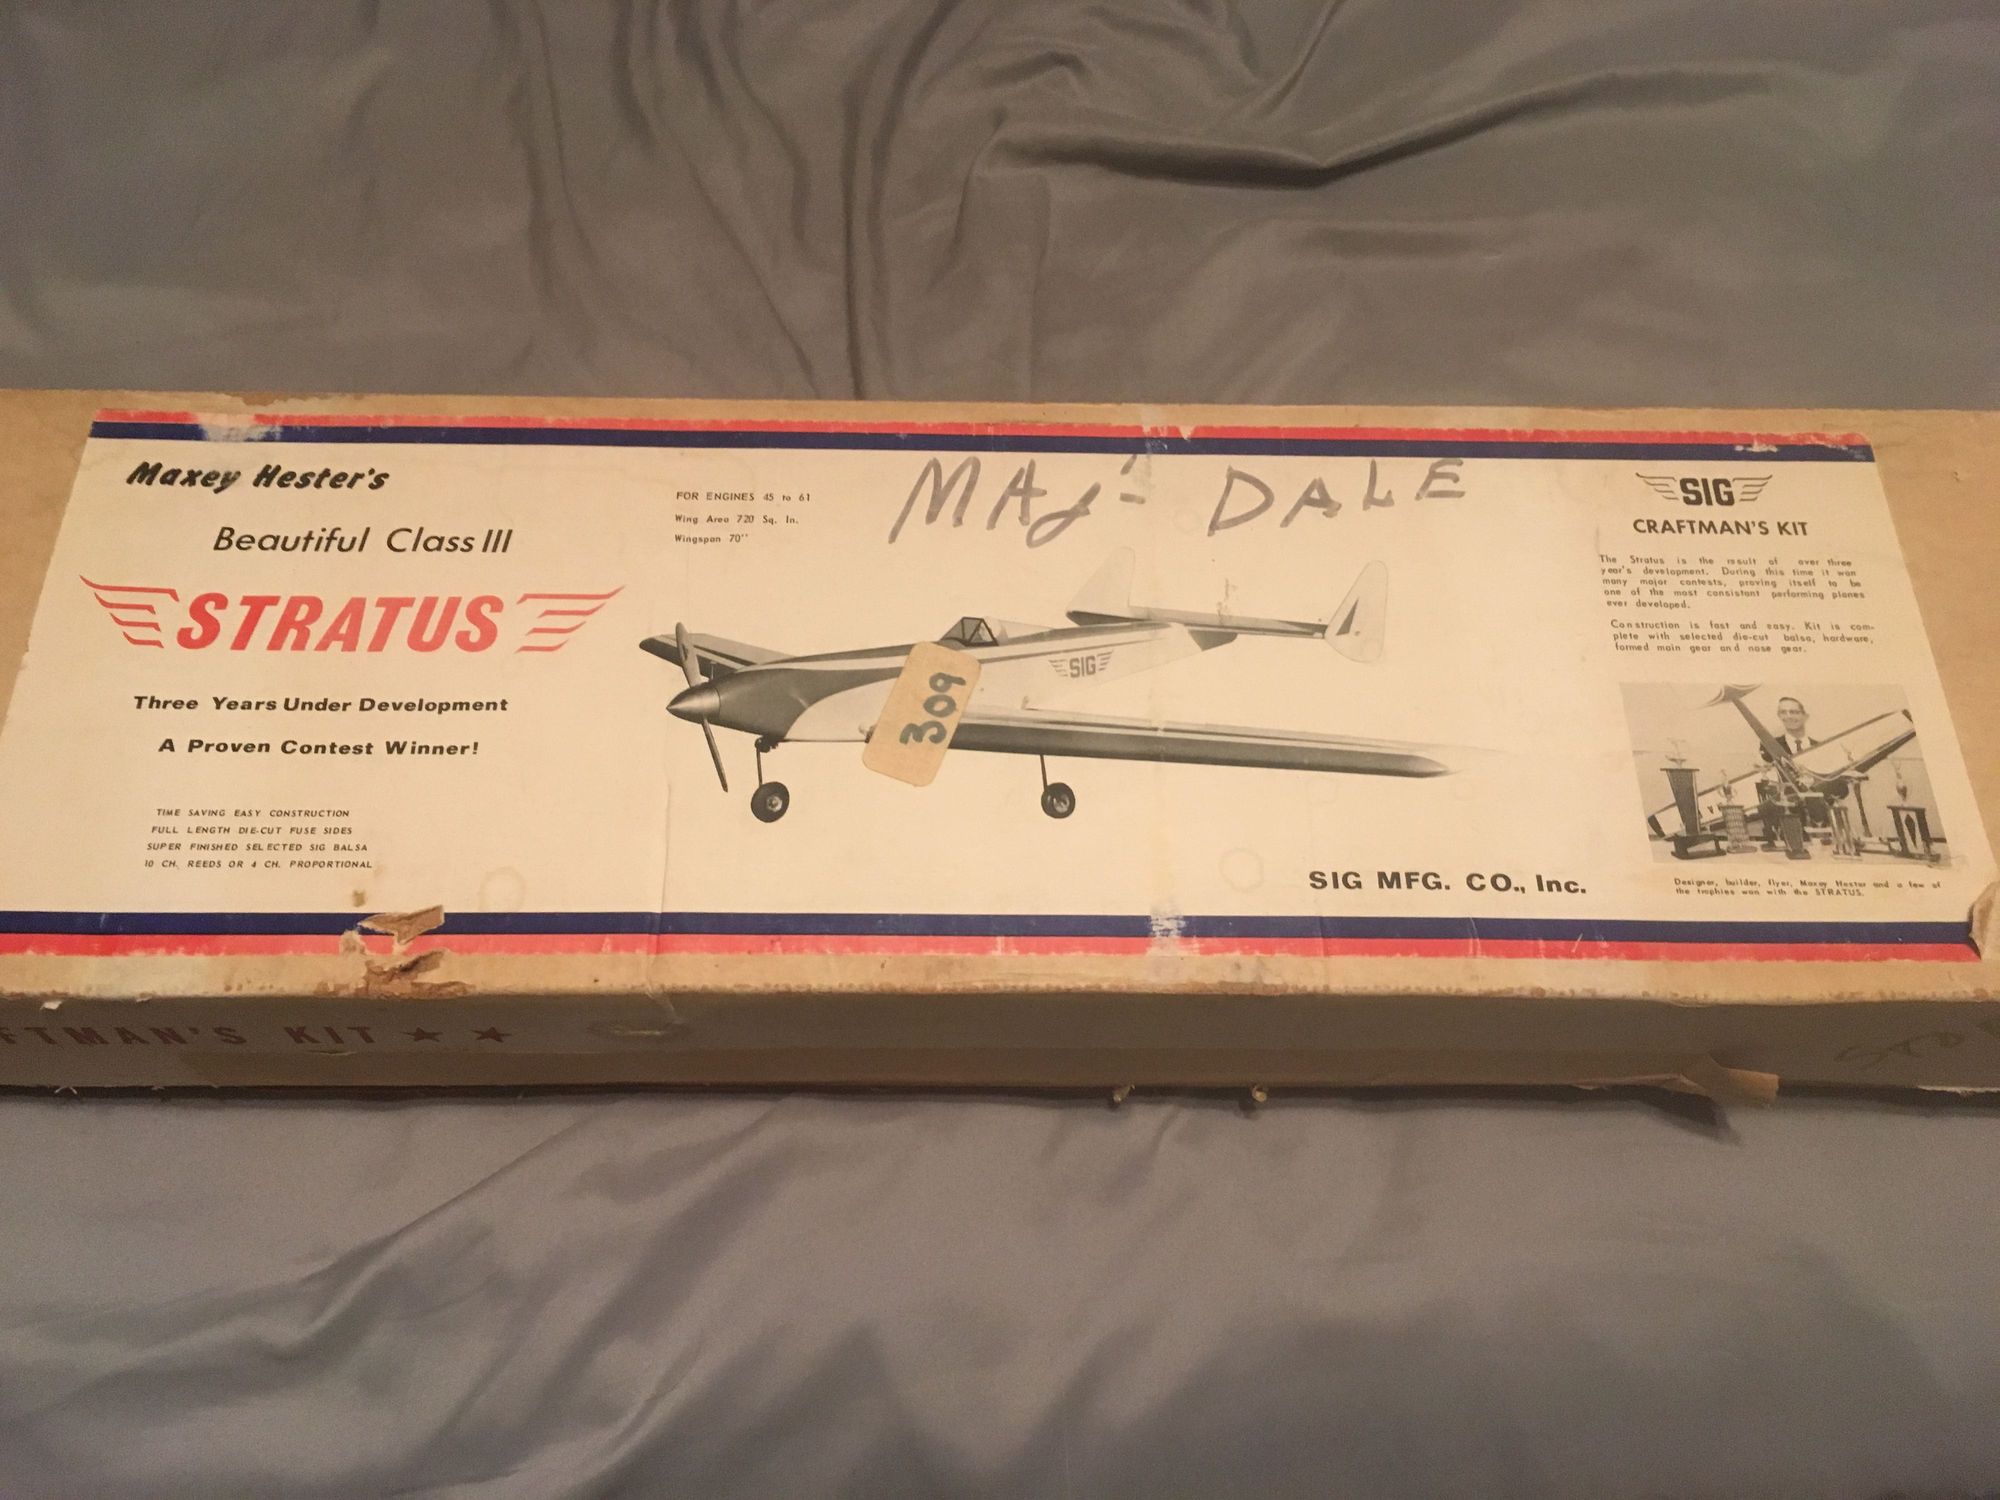 Maxey Hester's
Beautiful Class III
STRATUS
Three Years Under Development
A Proven Contest Winner!
TIME SAVING EASY CONSTRUCTION
FULL LENGTH DIE-CUT FUSE SIDES
SUPER FINISHED SELECTED SIG BALSA
10 CH. REEDS OR 4 CH. PROPORTIONAL
FOR ENGINES 45 to 61
Wing Area 720 Sq. In.
Wingspan 70"
MAJ- DALE
SIG
309
SIG MFG. CO., Inc.
SIG
CRAFTMAN'S KIT
The Stratus is the result of over three
year's development. During this time it won
many major contests, proving itself to be
one of the most consistant performing planes
ever developed.
Construction is fast and easy. Kit is com-
plete with selected die-cut balsa, hardware,
formed main gear and nose gear.
Designer, builder, flyer, Maxey Hester and a few of
the trophies won with the STRATUS.
FTMAN'S KIT ★ ★